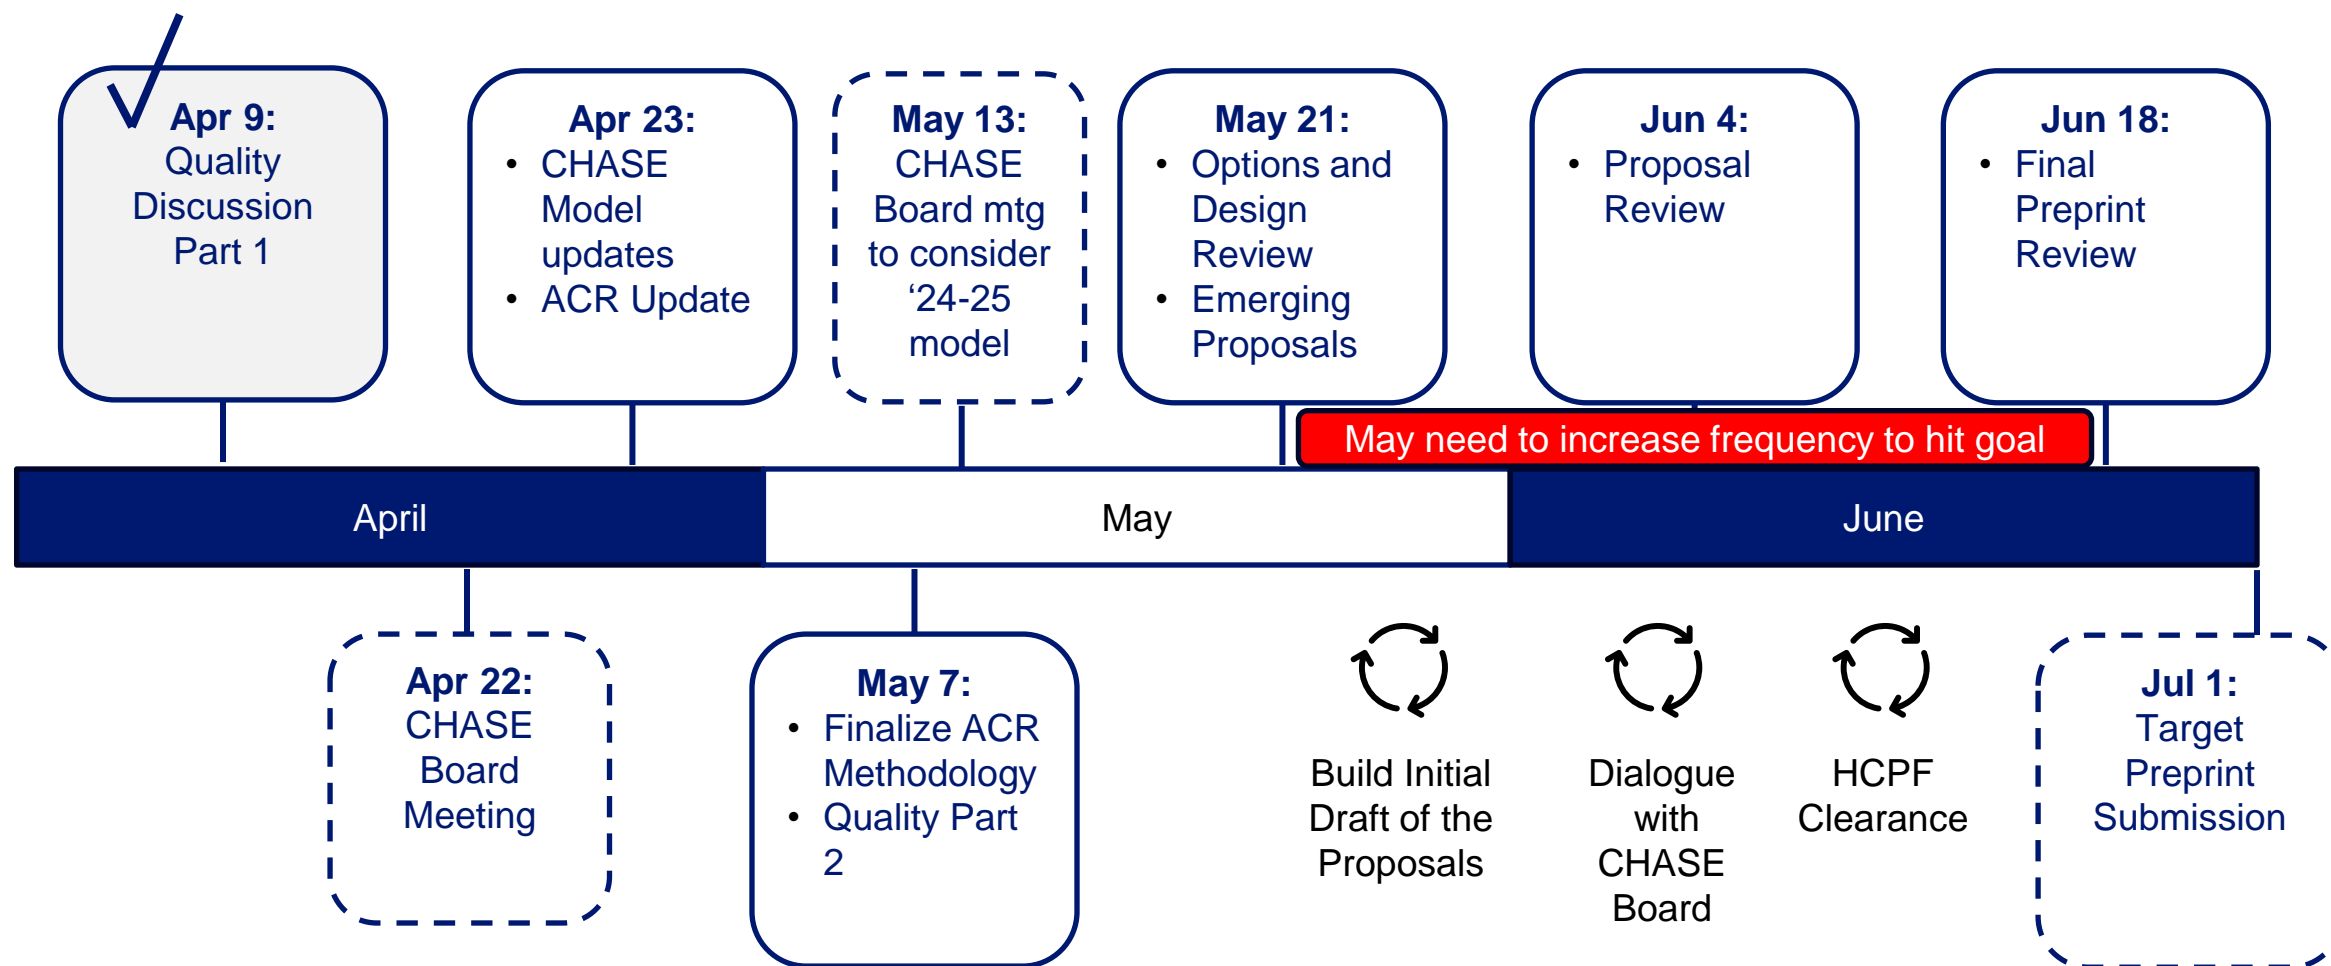 Apr 9:
Quality
Discussion
Part 1
Apr 23:
• CHASE
Model
updates
• ACR Update
May 13:
CHASE
Board mtg
to consider
‘24-25
model
May 21:
• Options and
Design
Review
• Emerging
Proposals
Jun 4:
• Proposal
Review
Jun 18:
• Final
Preprint
Review
May need to increase frequency to hit goal
April
May
June
Apr 22:
CHASE
Board
Meeting
May 7:
• Finalize ACR
Methodology
• Quality Part
2
Build Initial
Draft of the
Proposals
Dialogue
with
CHASE
Board
HCPF
Clearance
Jul 1:
Target
Preprint
Submission